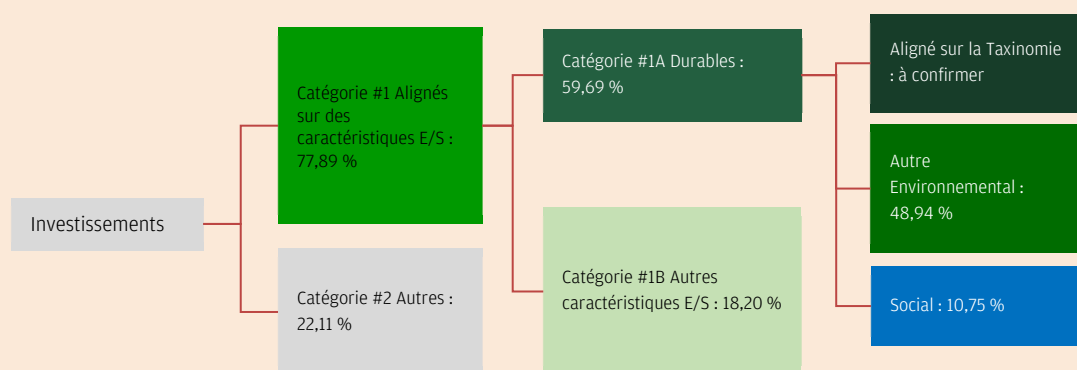 Investissements
Catégorie #1 Alignés
sur des
caractéristiques E/S :
77,89 %
Catégorie #2 Autres :
22,11 %
Catégorie #1A Durables :
59,69 %
Catégorie #1B Autres
caractéristiques E/S : 18,20 %
Aligné sur la Taxinomie
: à confirmer
Autre
Environnemental :
48,94 %
Social : 10,75 %